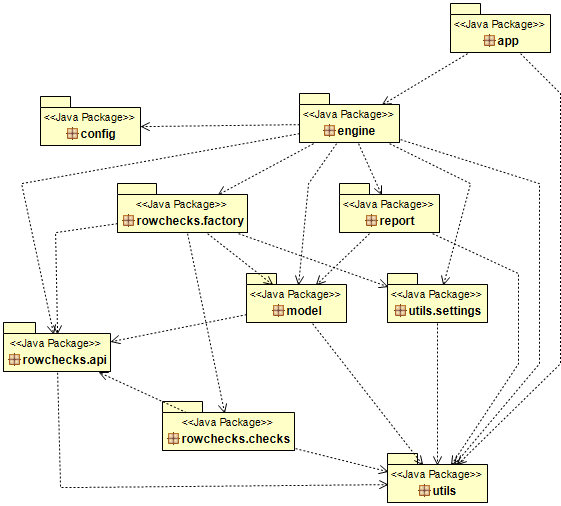 <<Java Package>>
app
<<Java Package>>
config
<<Java Package>>
engine
<<Java Package>>
rowchecks.factory
<<Java Package>>
report
<<Java Package>>
model
<<Java Package>>
utils.settings
<<Java Package>>
rowchecks.api
<<Java Package>>
rowchecks.checks
<<Java Package>>
utils